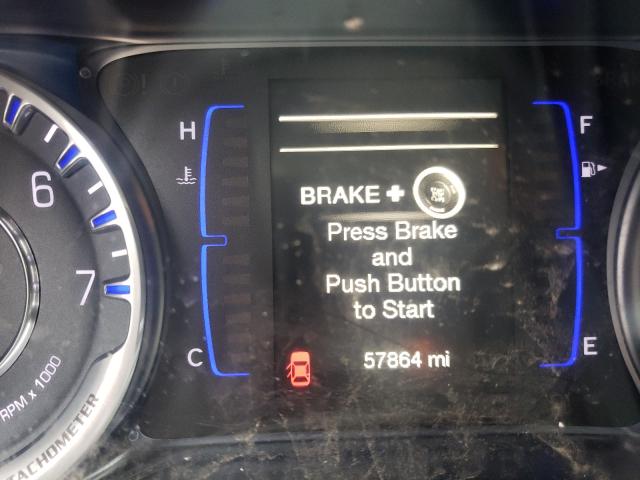 H
F
6
BRAKE +
Press Brake
and
Push Button
to Start
7
C
57864 mi
E
RPM x 1000
TACHOMETER